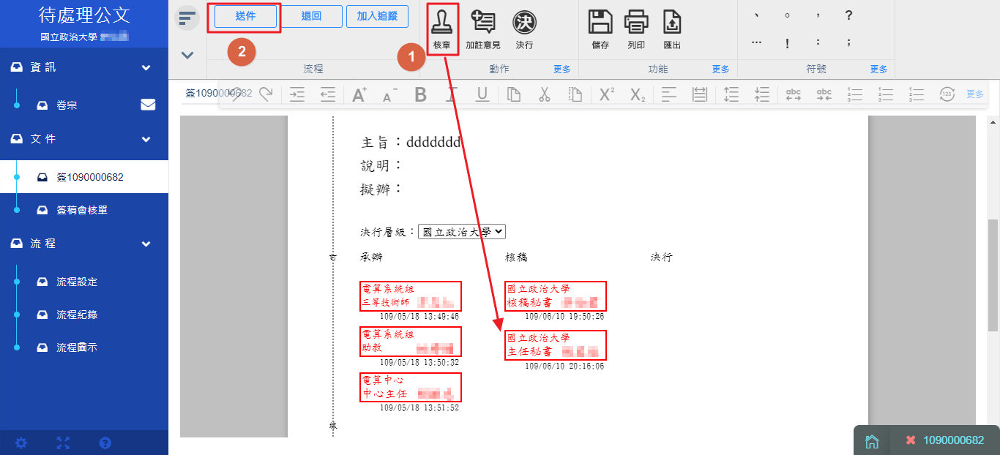 待處理公文
國立政治大學
資訊
卷宗
文件
簽1090000682
簽稿會核單
流程
流程設定
流程紀錄
流程圖示
送件
退回
加入追蹤
2
流程
1
核章
加註意見
決
決行
動作
更多
儲存
列印
匯出
功能
更多
、 。 , ?
… ! : ;
符號
更多
簽1090000682
A+ A- B I U X² X₂ abc abc 123 更多
主旨：ddddddd
說明：
擬辦：
決行層級：國立政治大學
訂
承辦
核稿
決行
電算系統組
三等技術師
109/05/18 13:49:46
國立政治大學
核稿秘書
109/06/10 19:50:26
電算系統組
助教
109/05/18 13:50:32
國立政治大學
主任秘書
109/06/10 20:16:06
電算中心
中心主任
109/05/18 13:51:52
線
1090000682